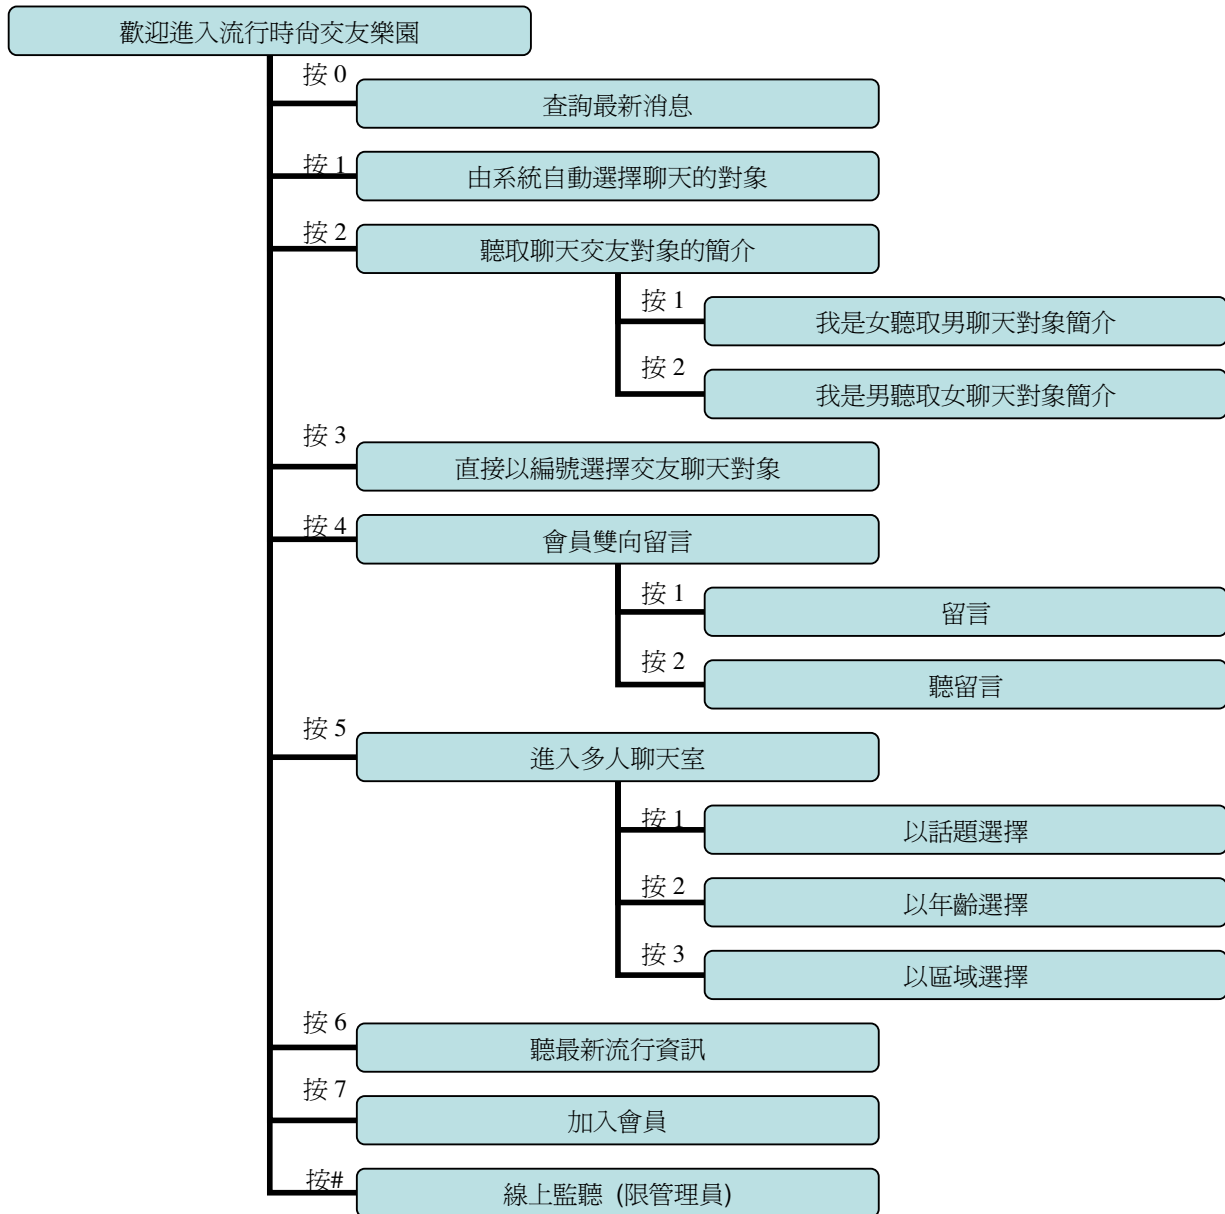 歡迎進入流行時尚交友樂園
按 0
查詢最新消息
按 1
由系統自動選擇聊天的對象
按 2
聽取聊天交友對象的簡介
按 1
我是女聽取男聊天對象簡介
按 2
我是男聽取女聊天對象簡介
按 3
直接以編號選擇交友聊天對象
按 4
會員雙向留言
按 1
留言
按 2
聽留言
按 5
進入多人聊天室
按 1
以話題選擇
按 2
以年齡選擇
按 3
以區域選擇
按 6
聽最新流行資訊
按 7
加入會員
按#
線上監聽 (限管理員)